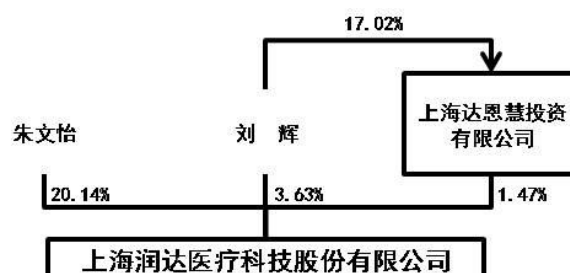 17.02%
朱文怡
刘 辉
上海达恩慧投资
有限公司
20.14%
3.63%
1.47%
上海润达医疗科技股份有限公司